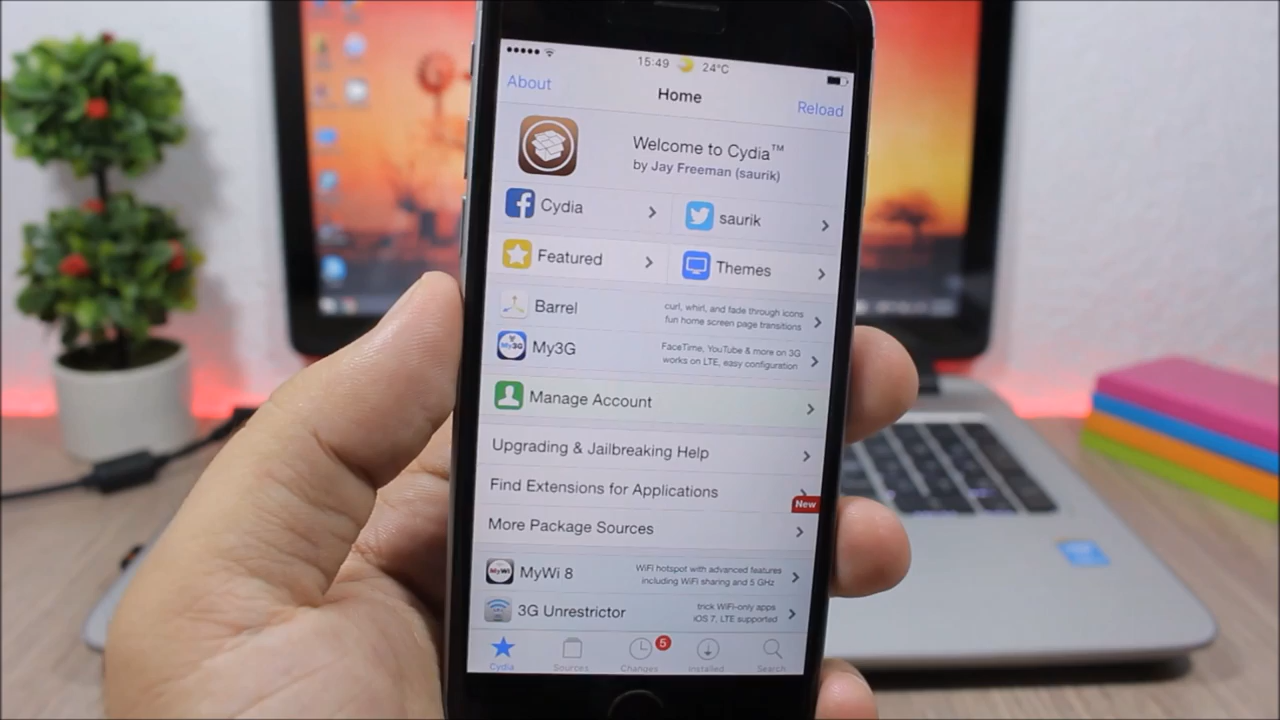 15:49 24°C
About
Home
Reload
Welcome to Cydia™
by Jay Freeman (saurik)
Cydia
saurik
Featured
Themes
Barrel
curl, whirl, and fade through icons
fun home screen page transitions
My3G
My3G
FaceTime, YouTube & more on 3G
works on LTE, easy configuration
Manage Account
Upgrading & Jailbreaking Help
Find Extensions for Applications
New
More Package Sources
MyWi
MyWi 8
WiFi hotspot with advanced features
including WiFi sharing and 5 GHz
3G Unrestrictor
trick WiFi-only apps
iOS 7, LTE supported
5
Cydia
Sources
Changes
Installed
Search